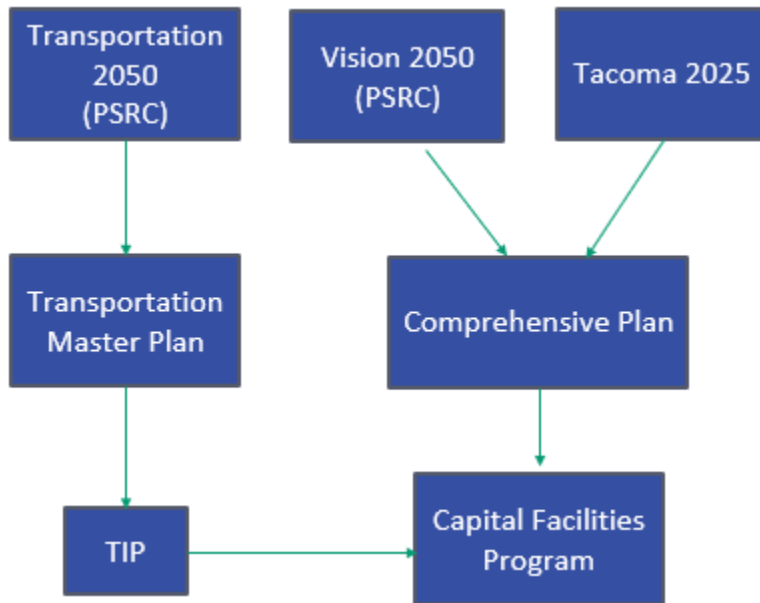 Transportation
2050
(PSRC)
Vision 2050
(PSRC)
Tacoma 2025
Transportation
Master Plan
Comprehensive Plan
TIP
Capital Facilities
Program